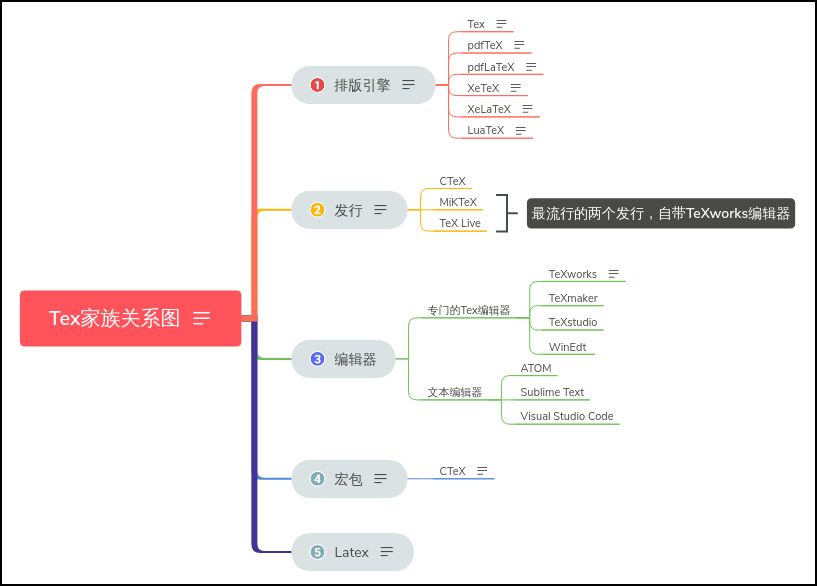 Tex家族关系图
1 排版引擎
Tex
pdfTeX
pdfLaTeX
XeTeX
XeLaTeX
LuaTeX
2 发行
CTeX
MiKTeX
TeX Live
最流行的两个发行，自带TeXworks编辑器
3 编辑器
专门的Tex编辑器
TeXworks
TeXmaker
TeXstudio
WinEdt
文本编辑器
ATOM
Sublime Text
Visual Studio Code
4 宏包
CTeX
5 Latex